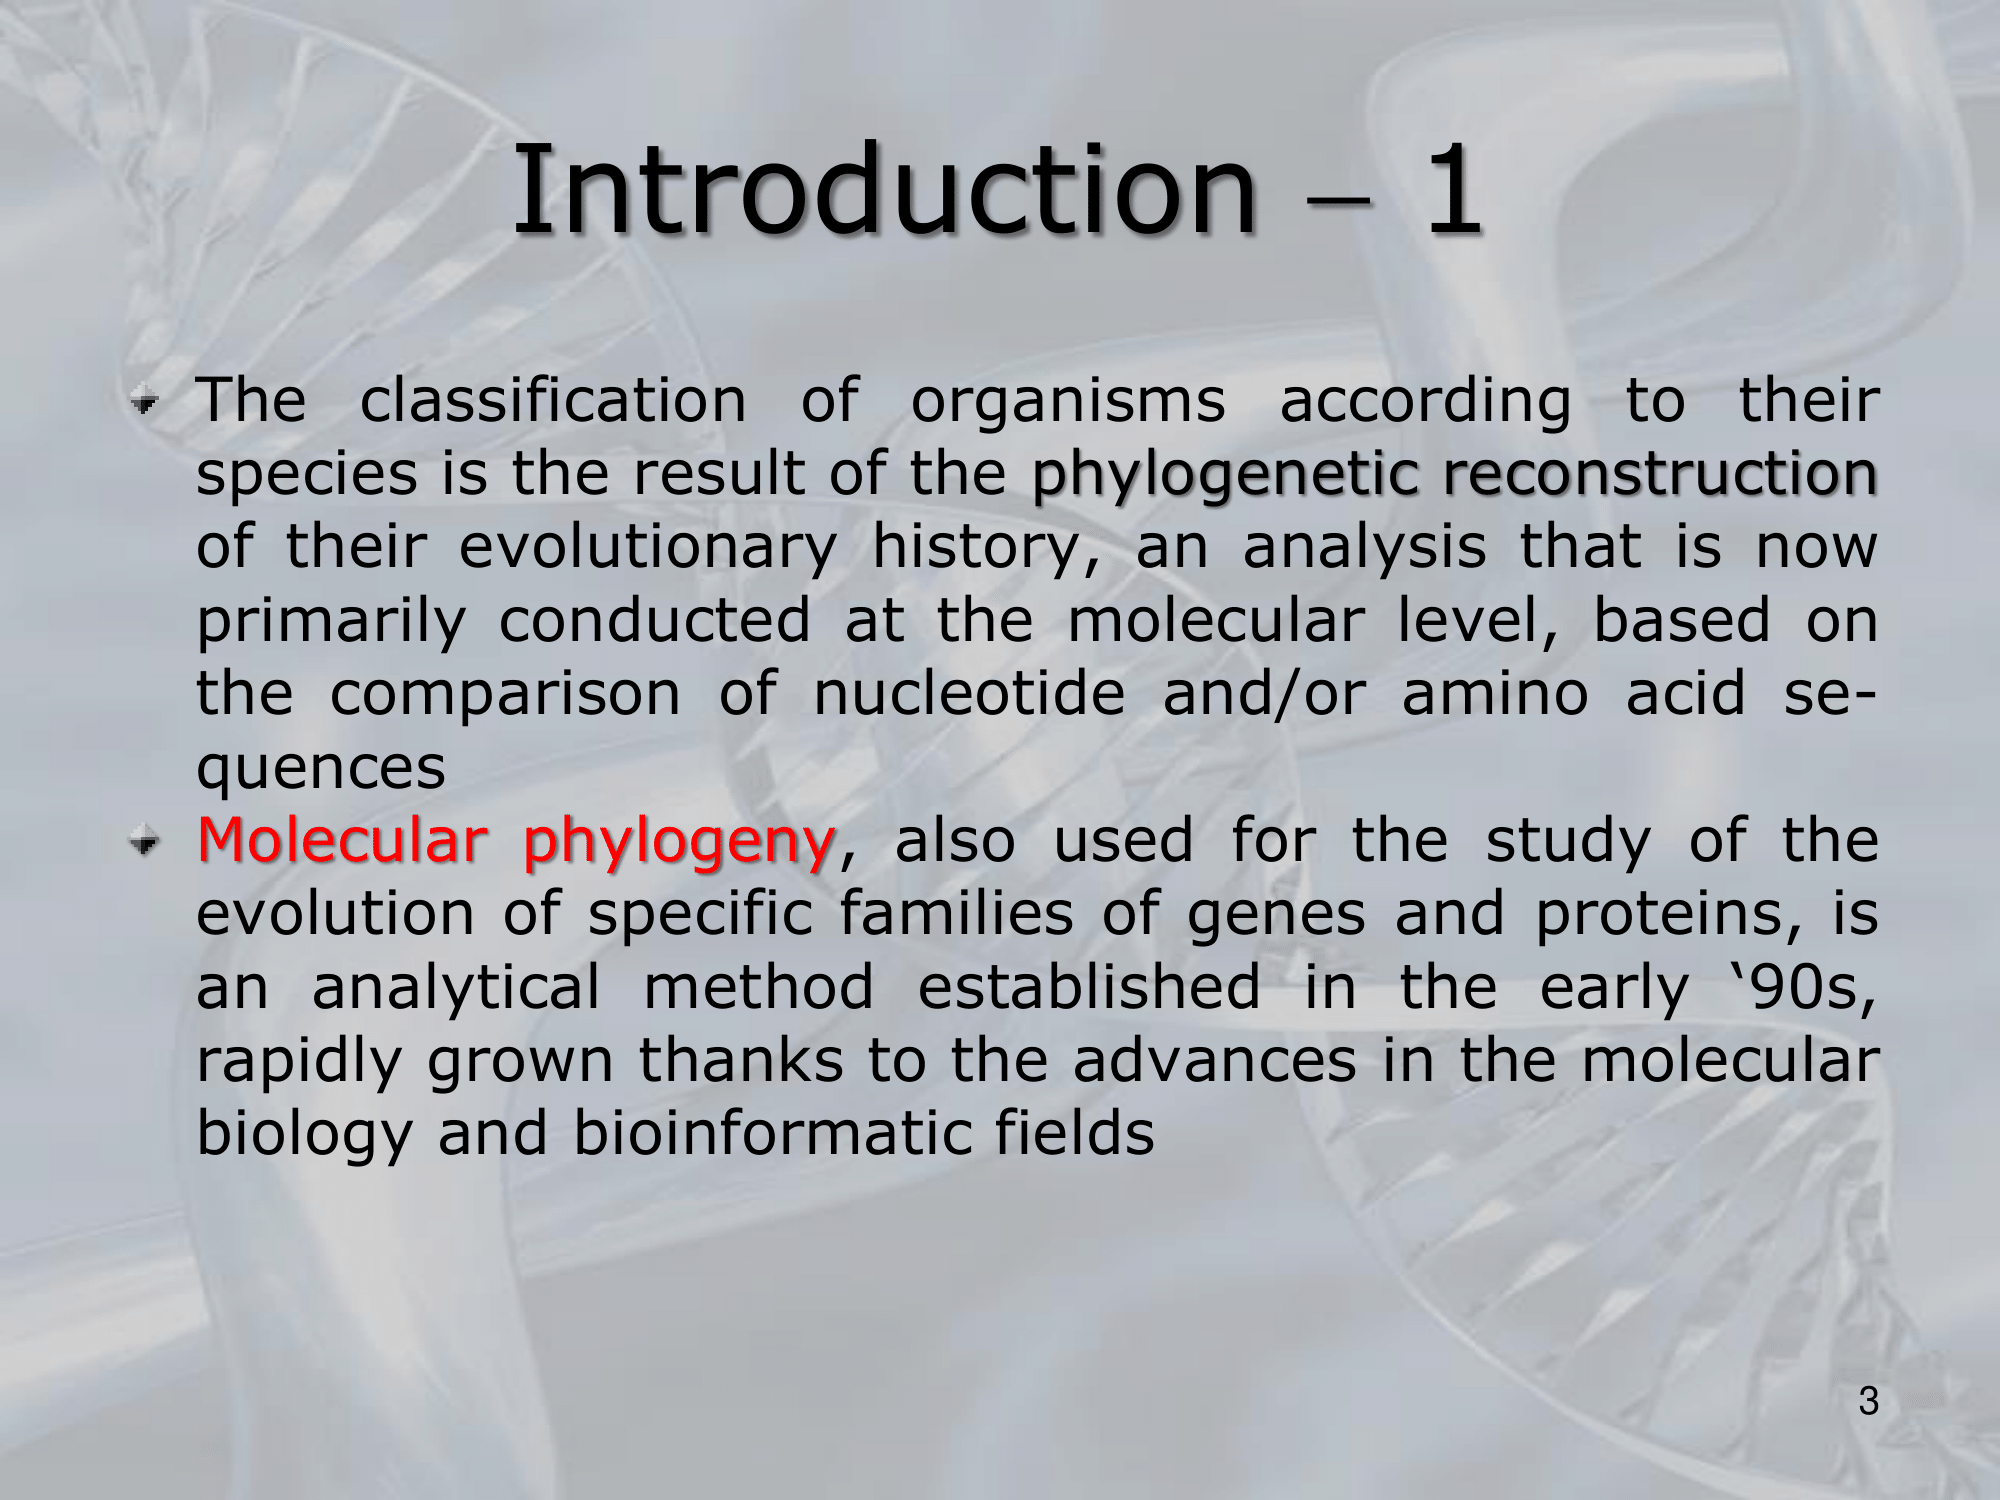 Introduction – 1
The classification of organisms according to their
species is the result of the phylogenetic reconstruction
of their evolutionary history, an analysis that is now
primarily conducted at the molecular level, based on
the comparison of nucleotide and/or amino acid se-
quences
Molecular phylogeny, also used for the study of the
evolution of specific families of genes and proteins, is
an analytical method established in the early ‘90s,
rapidly grown thanks to the advances in the molecular
biology and bioinformatic fields
3